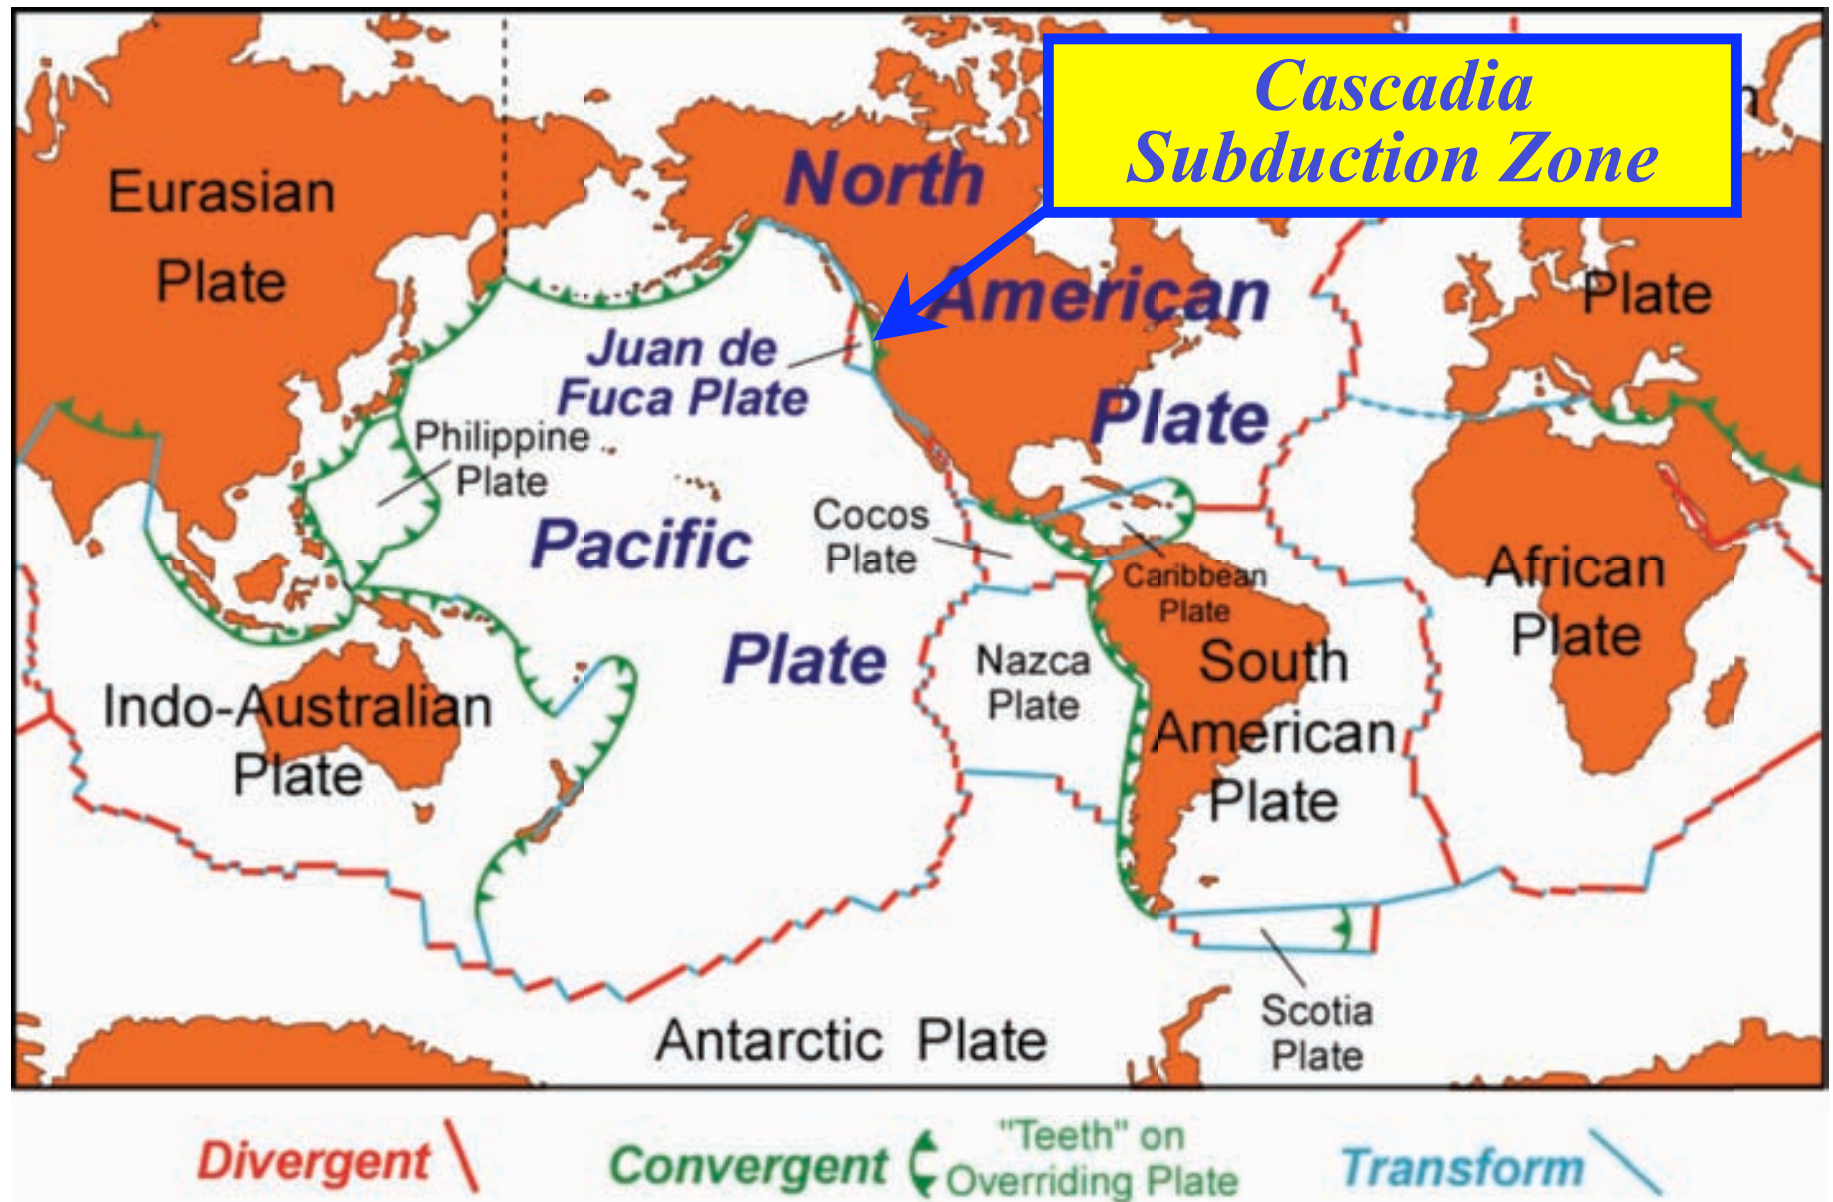 Cascadia
Subduction Zone
Eurasian
Plate
North
American
Plate
Plate
Juan de
Fuca Plate
Philippine
Plate
Pacific
Plate
Cocos
Plate
Caribbean
Plate
African
Plate
Nazca
Plate
South
American
Plate
Indo-Australian
Plate
Antarctic Plate
Scotia
Plate
Divergent
Convergent
"Teeth" on
Overriding Plate
Transform